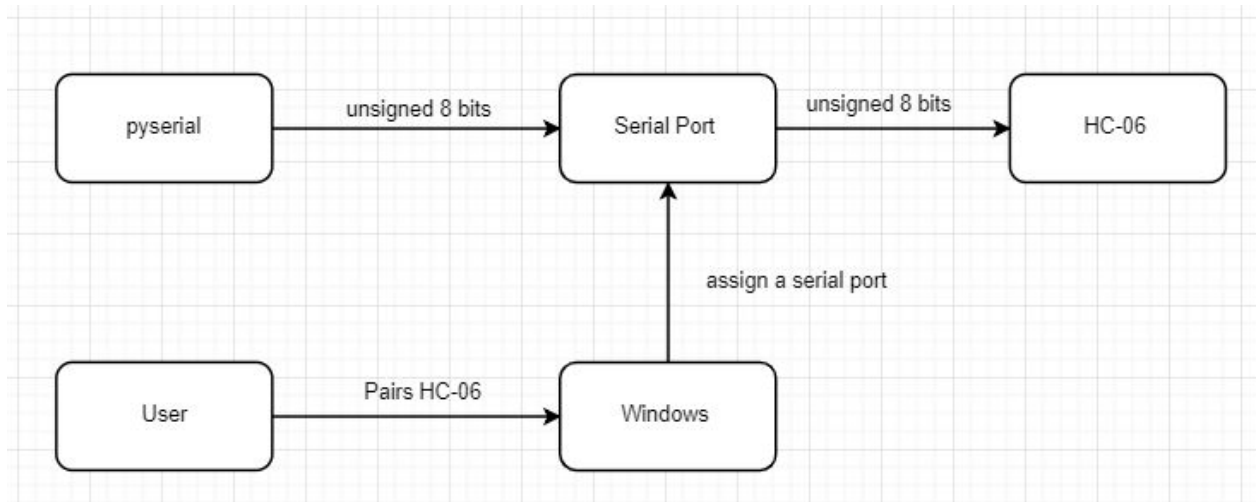 pyserial
unsigned 8 bits
Serial Port
unsigned 8 bits
HC-06
assign a serial port
User
Pairs HC-06
Windows